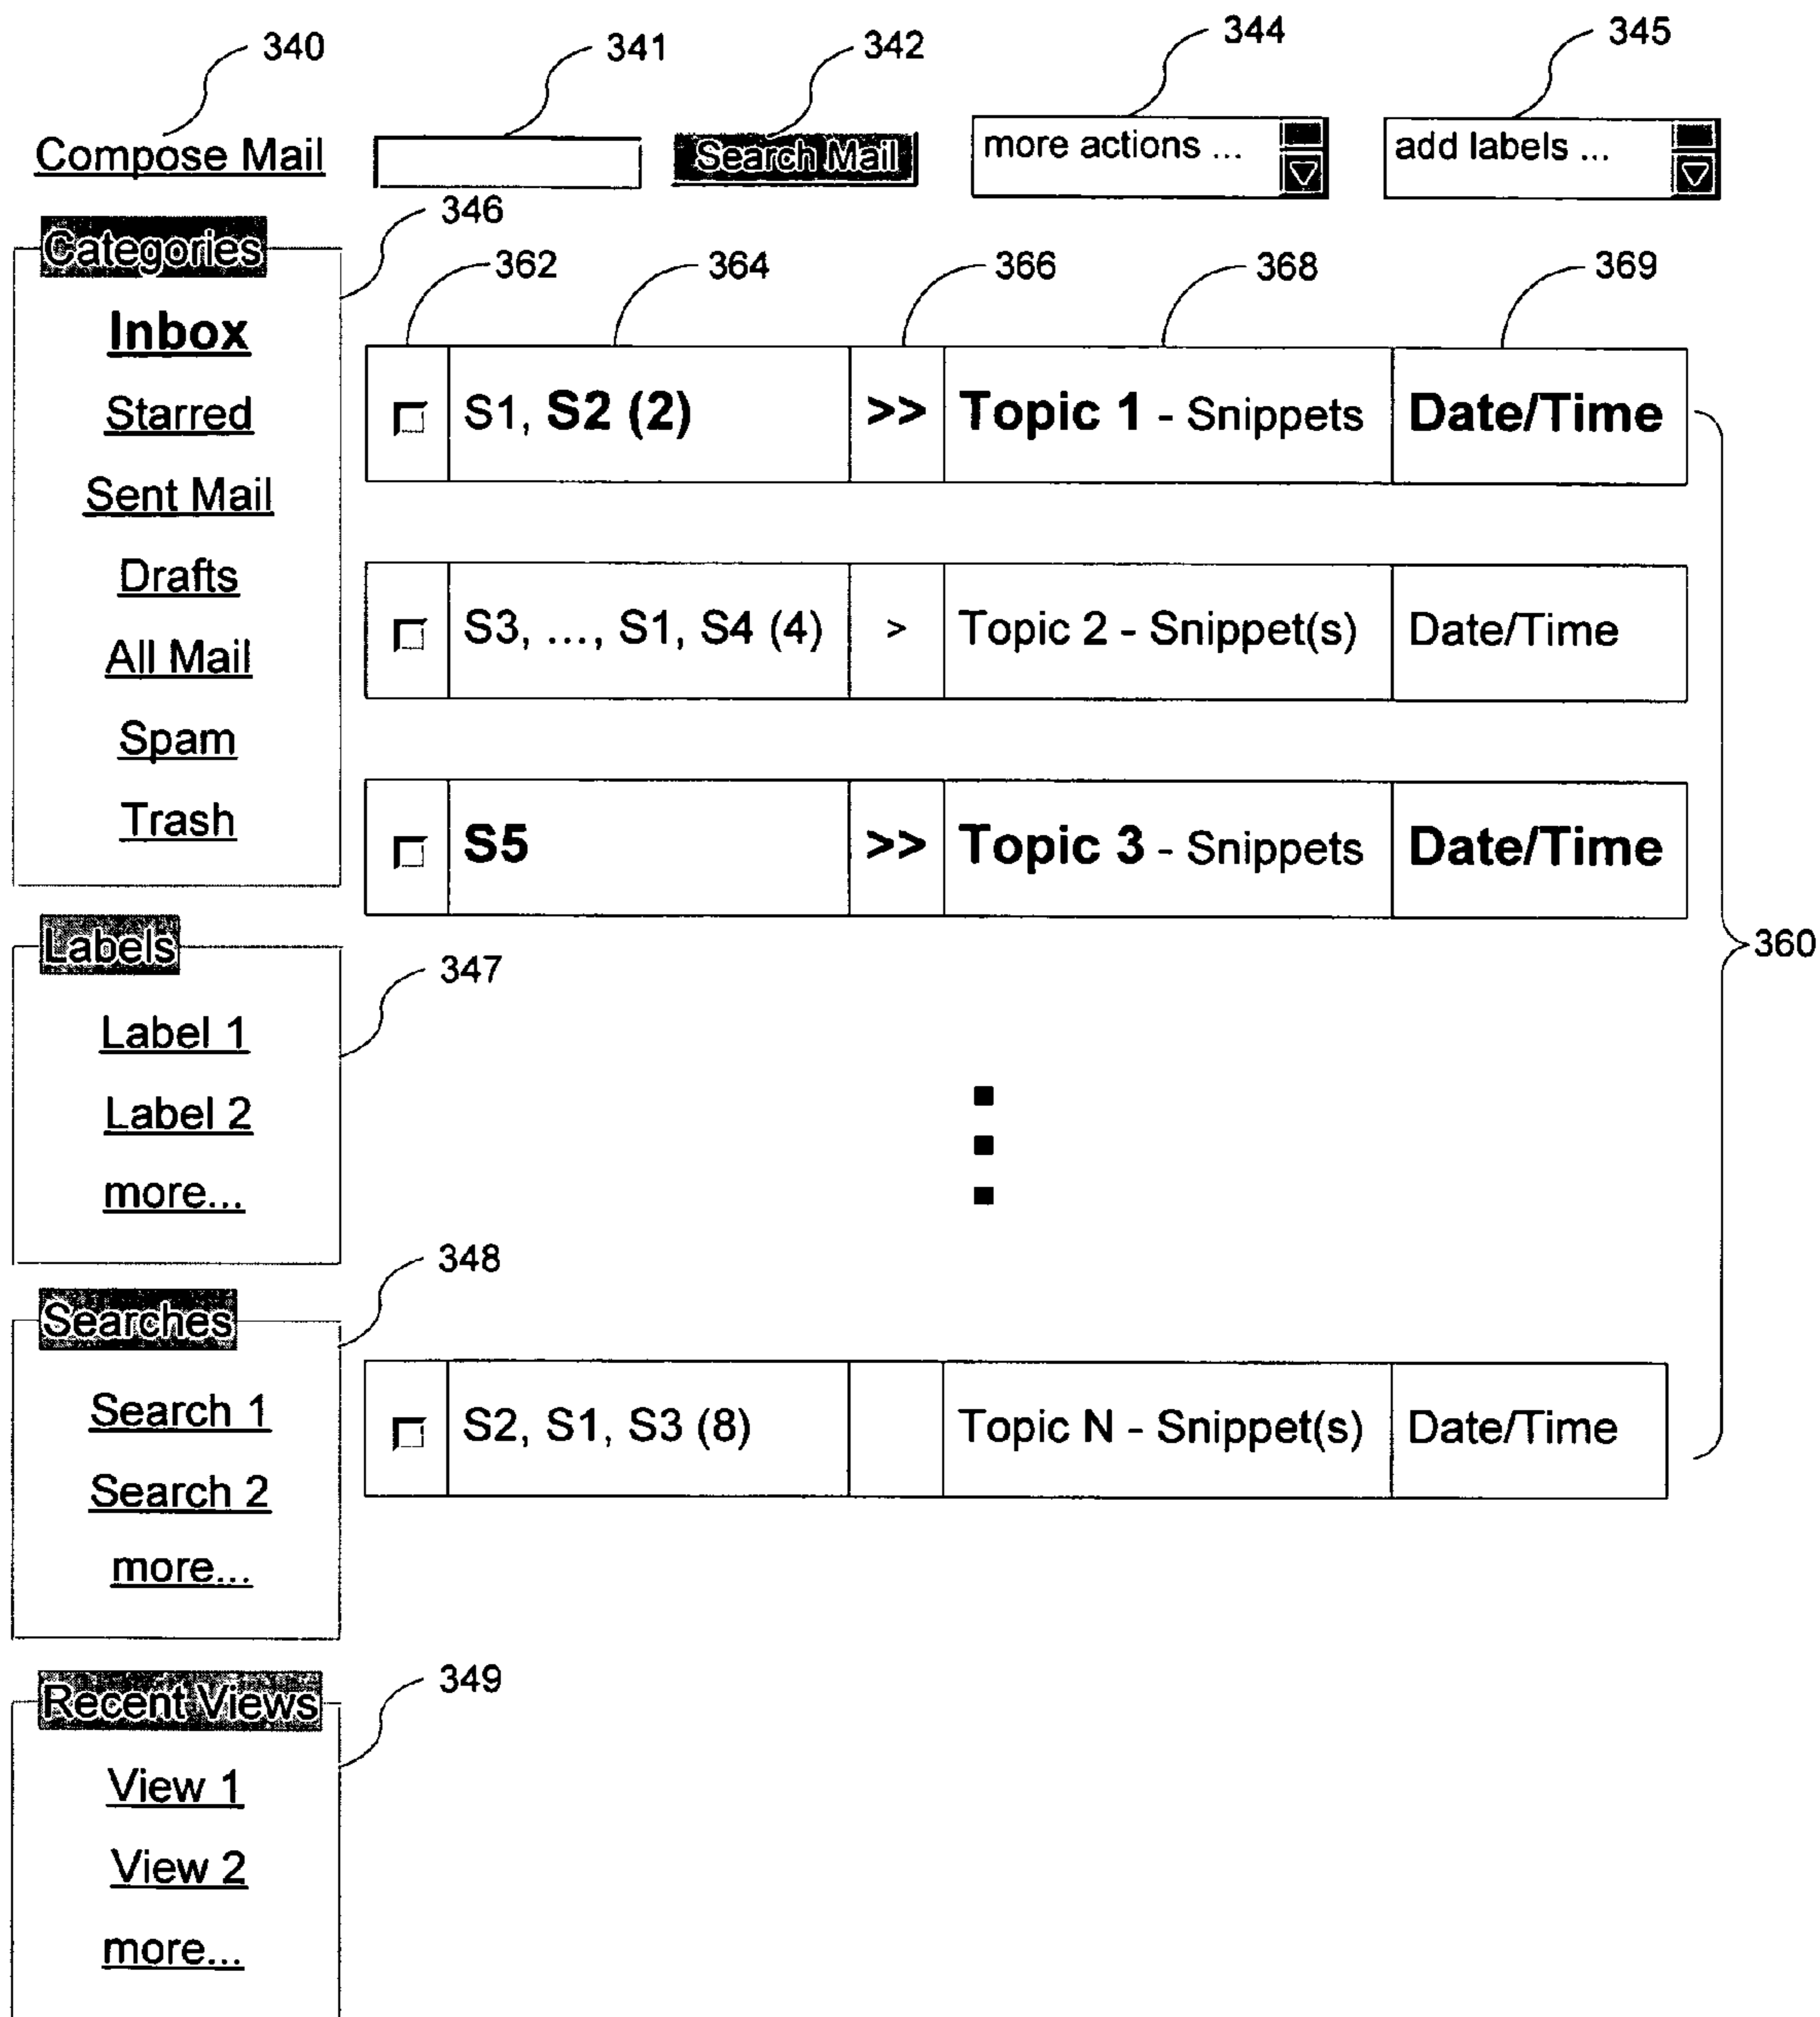 340
341
342
344
345
Compose Mail
Search Mail
more actions ...
add labels ...
346
Categories
Inbox
Starred
Sent Mail
Drafts
All Mail
Spam
Trash
362
364
366
368
369
S1, S2 (2)
>>
Topic 1 - Snippets
Date/Time
S3, ..., S1, S4 (4)
>
Topic 2 - Snippet(s)
Date/Time
S5
>>
Topic 3 - Snippets
Date/Time
360
Labels
347
Label 1
Label 2
more...
348
Searches
Search 1
Search 2
more...
S2, S1, S3 (8)
Topic N - Snippet(s)
Date/Time
349
Recent Views
View 1
View 2
more...